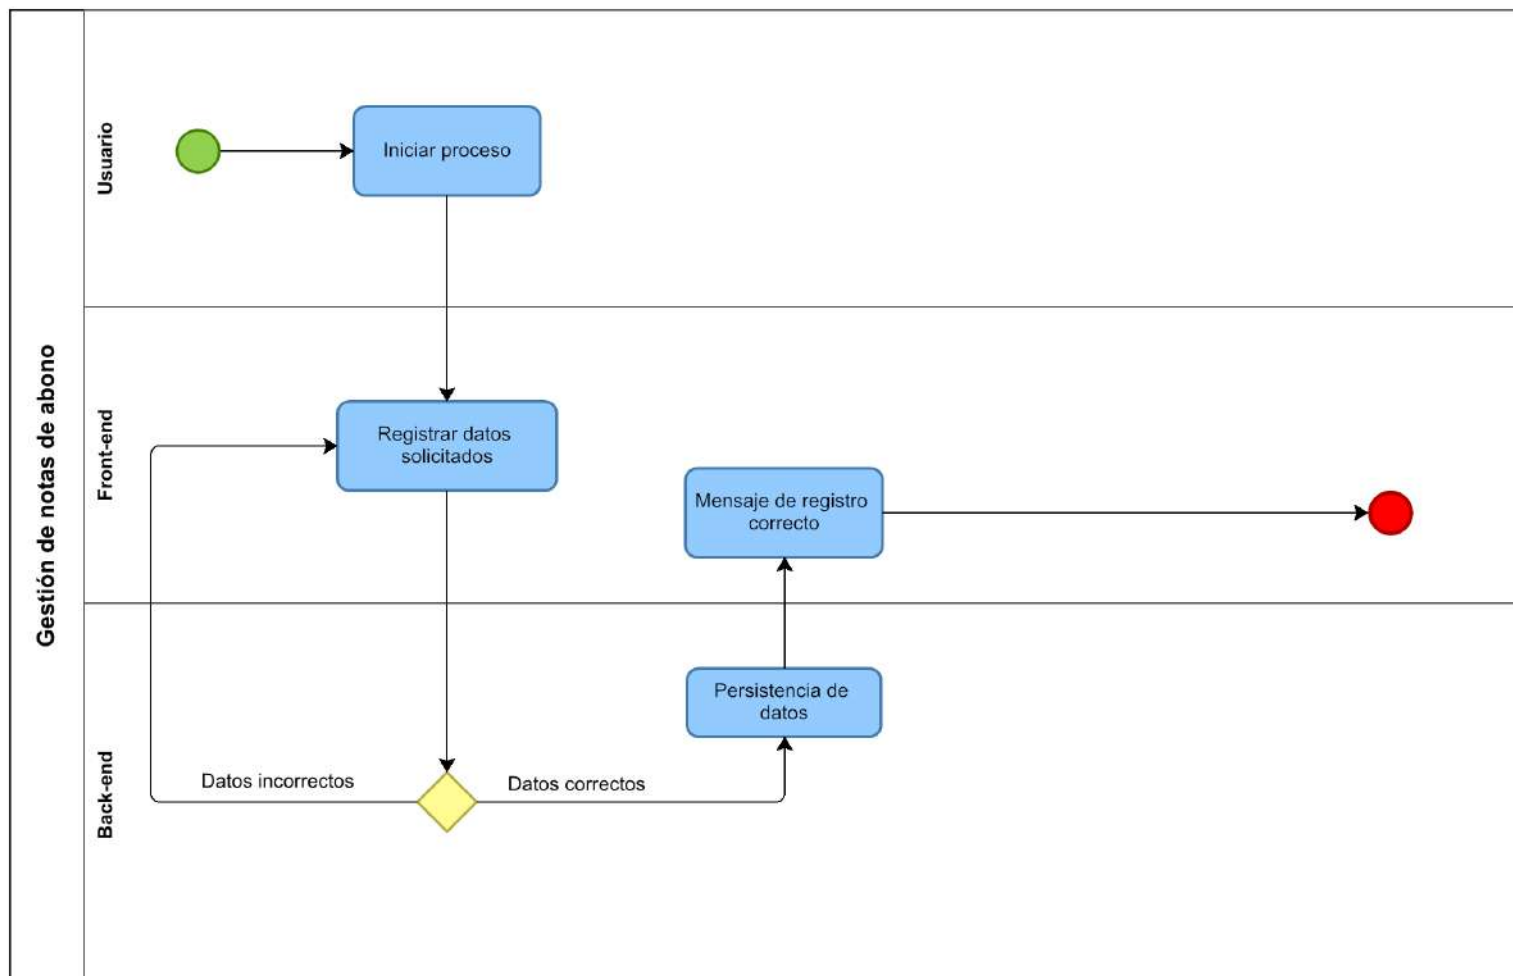 Gestión de notas de abono
Usuario
Iniciar proceso
Front-end
Registrar datos
solicitados
Mensaje de registro
correcto
Back-end
Persistencia de
datos
Datos incorrectos
Datos correctos